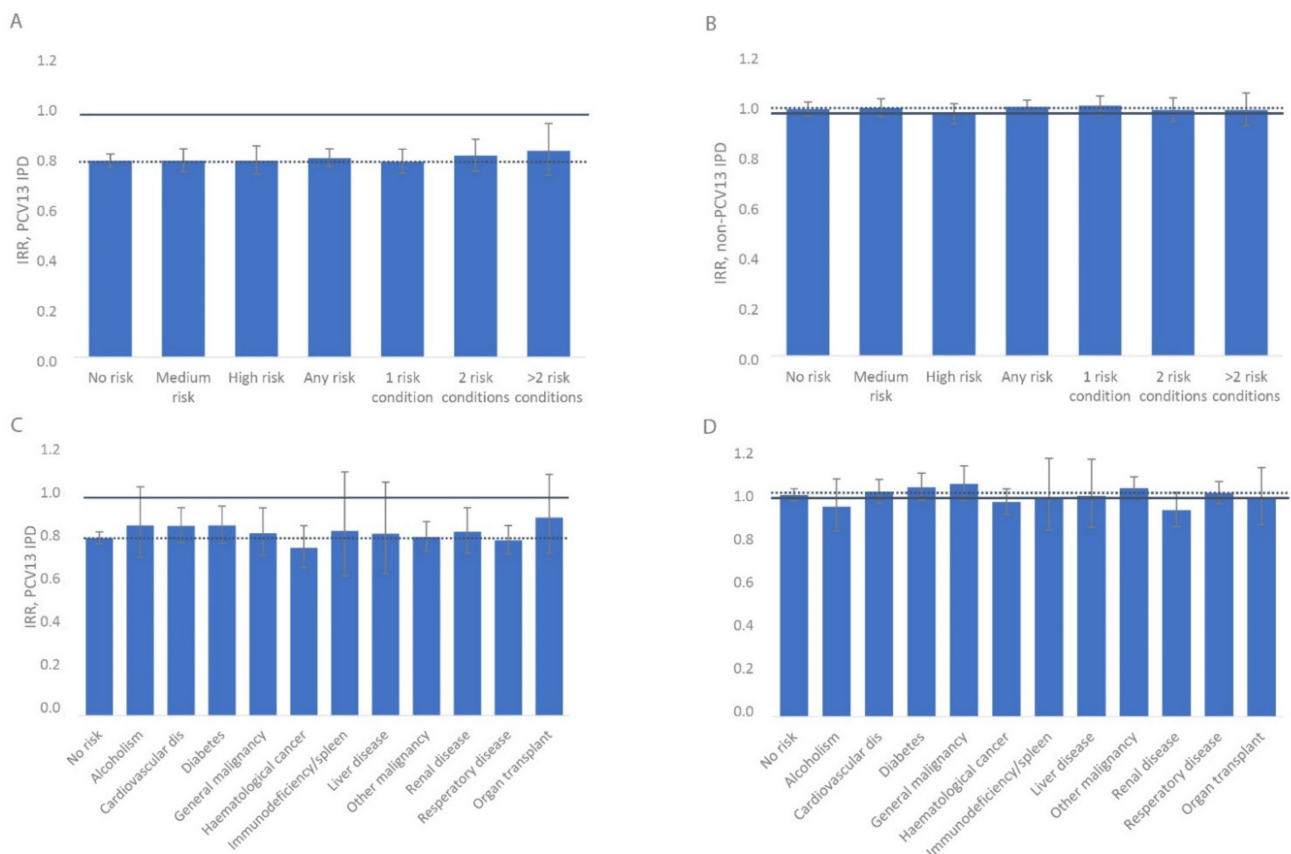 A
1.2
1.0
0.8
0.6
0.4
0.2
0.0
IRR, PCV13 IPD
No risk
Medium
risk
High risk
Any risk
1 risk
condition
2 risk
conditions
>2 risk
conditions
B
1.2
1.0
0.8
0.6
0.4
0.2
0.0
IRR, non-PCV13 IPD
No risk
Medium
risk
High risk
Any risk
1 risk
condition
2 risk
conditions
>2 risk
conditions
C
1.2
1.0
0.8
0.6
0.4
0.2
0.0
IRR, PCV13 IPD
No risk
Alcoholism
Cardiovascular dis
Diabetes
General malignancy
Haematological cancer
Immunodeficiency/spleen
Liver disease
Other malignancy
Renal disease
Respiratory disease
Organ transplant
D
1.2
1.0
0.8
0.6
0.4
0.2
0.0
No risk
Alcoholism
Cardiovascular dis
Diabetes
General malignancy
Haematological cancer
Immunodeficiency/spleen
Liver disease
Other malignancy
Renal disease
Resperatory disease
Organ transplant